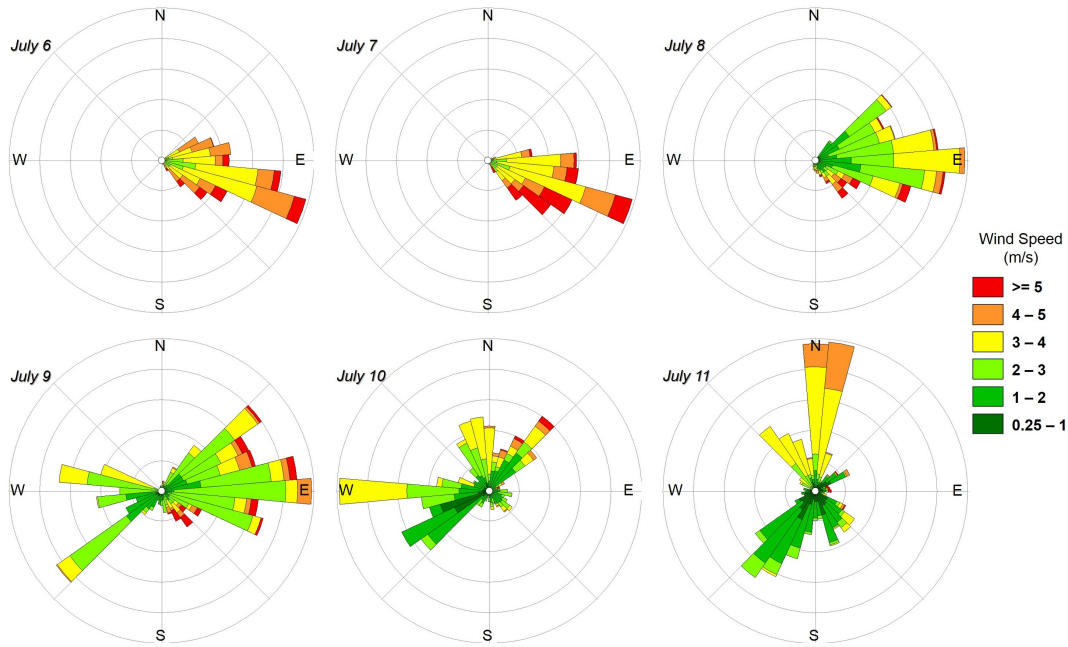 July 6
N
W
E
S
July 7
N
W
E
S
July 8
N
W
E
S
Wind Speed
(m/s)
>= 5
4 – 5
3 – 4
2 – 3
1 – 2
0.25 – 1
July 9
N
W
E
S
July 10
N
W
E
S
July 11
N
W
E
S